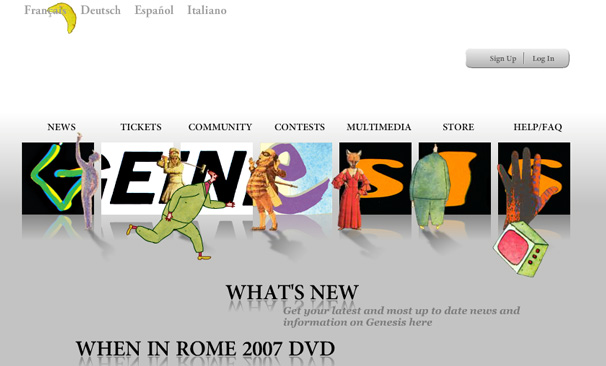 Français Deutsch Español Italiano
Sign Up Log In
NEWS TICKETS COMMUNITY CONTESTS MULTIMEDIA STORE HELP/FAQ
GENESIS
WHAT'S NEW
Get your latest and most up to date news and
information on Genesis here
WHEN IN ROME 2007 DVD